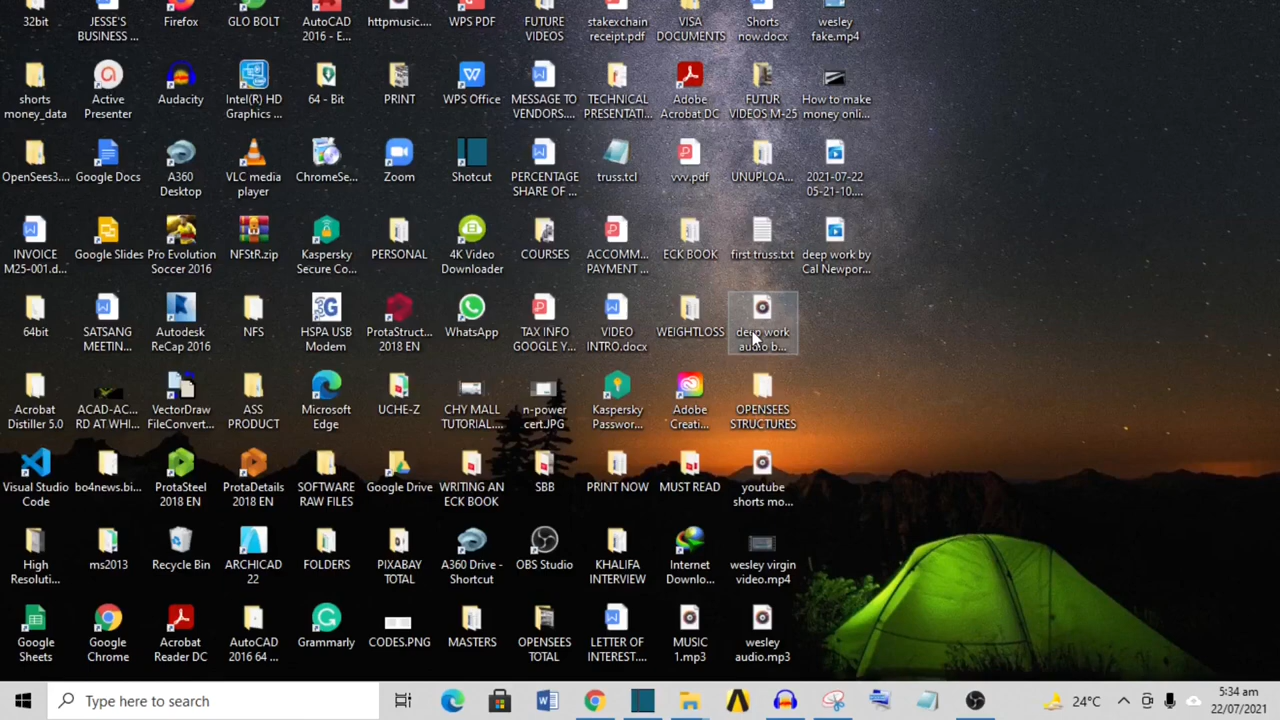 32bit
JESSE'S
BUSINESS ...
Firefox
GLO BOLT
AutoCAD
2016 - E...
httpmusic....
WPS PDF
FUTURE
VIDEOS
stakexchain
receipt.pdf
VISA
DOCUMENTS
Shorts
now.docx
wesley
fake.mp4
shorts
money_data
Active
Presenter
Audacity
Intel(R) HD
Graphics ...
64 - Bit
PRINT
WPS Office
MESSAGE TO
VENDORS....
TECHNICAL
PRESENTATI...
Adobe
Acrobat DC
FUTUR
VIDEOS M-25
How to make
money onli...
OpenSees3....
Google Docs
A360
Desktop
VLC media
player
ChromeSe...
Zoom
Shotcut
PERCENTAGE
SHARE OF ...
truss.tcl
vvv.pdf
UNUPLOA...
2021-07-22
05-21-10....
INVOICE
M25-001.d...
Google Slides
Pro Evolution
Soccer 2016
NFStR.zip
Kaspersky
Secure Co...
PERSONAL
4K Video
Downloader
COURSES
ACCOMM...
PAYMENT ...
ECK BOOK
first truss.txt
deep work by
Cal Newpor...
64bit
SATSANG
MEETIN...
Autodesk
ReCap 2016
NFS
HSPA USB
Modem
ProtaStruct...
2018 EN
WhatsApp
TAX INFO
GOOGLE Y...
VIDEO
INTRO.docx
WEIGHTLOSS
deep work
audio b...
Acrobat
Distiller 5.0
ACAD-AC...
RD AT WHI...
VectorDraw
FileConvert...
ASS
PRODUCT
Microsoft
Edge
UCHE-Z
CHY MALL
TUTORIAL....
n-power
cert.JPG
Kaspersky
Passwor...
Adobe
Creati...
OPENSEES
STRUCTURES
Visual Studio
Code
bo4news.bi...
ProtaSteel
2018 EN
ProtaDetails
2018 EN
SOFTWARE
RAW FILES
Google Drive
WRITING AN
ECK BOOK
SBB
PRINT NOW
MUST READ
youtube
shorts mo...
High
Resoluti...
ms2013
Recycle Bin
ARCHICAD
22
FOLDERS
PIXABAY
TOTAL
A360 Drive -
Shortcut
OBS Studio
KHALIFA
INTERVIEW
Internet
Downlo...
wesley virgin
video.mp4
Google
Sheets
Google
Chrome
Acrobat
Reader DC
AutoCAD
2016 64 ...
Grammarly
CODES.PNG
MASTERS
OPENSEES
TOTAL
LETTER OF
INTEREST....
MUSIC
1.mp3
wesley
audio.mp3
Type here to search
24°C
5:34 am
22/07/2021